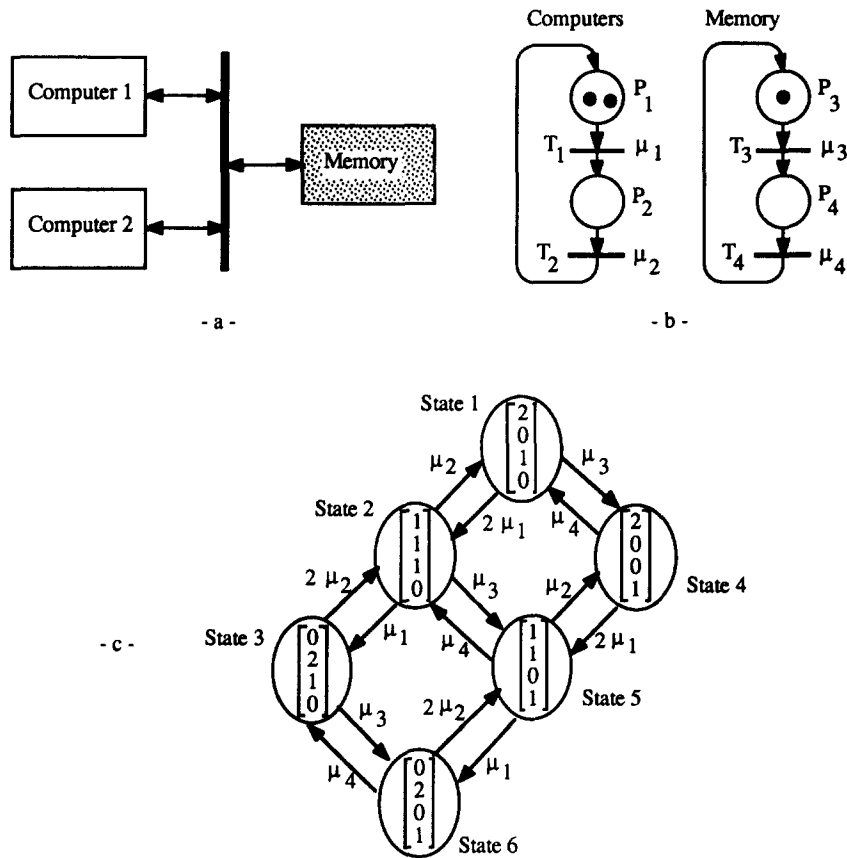 Computers Memory
Computer 1
Memory
Computer 2
P1
T1 μ1
P2
T2 μ2
P3
T3 μ3
P4
T4 μ4
- a -
- b -
State 1
2
0
1
0
μ2
μ3
2 μ1
μ4
State 2
1
1
1
0
2
0
0
1
State 4
2 μ2
μ3
μ2
μ1
μ4
2 μ1
- c -
State 3
0
2
1
0
1
1
0
1
State 5
μ3
2 μ2
μ4
μ1
0
2
0
1
State 6